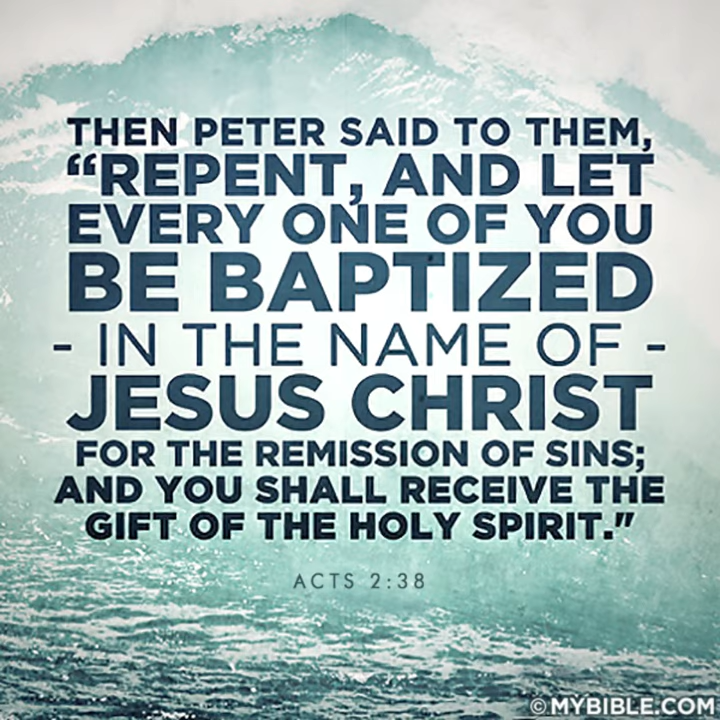 THEN PETER SAID TO THEM,
“REPENT, AND LET
EVERY ONE OF YOU
BE BAPTIZED
- IN THE NAME OF -
JESUS CHRIST
FOR THE REMISSION OF SINS;
AND YOU SHALL RECEIVE THE
GIFT OF THE HOLY SPIRIT."
ACTS 2:38
© MYBIBLE.COM